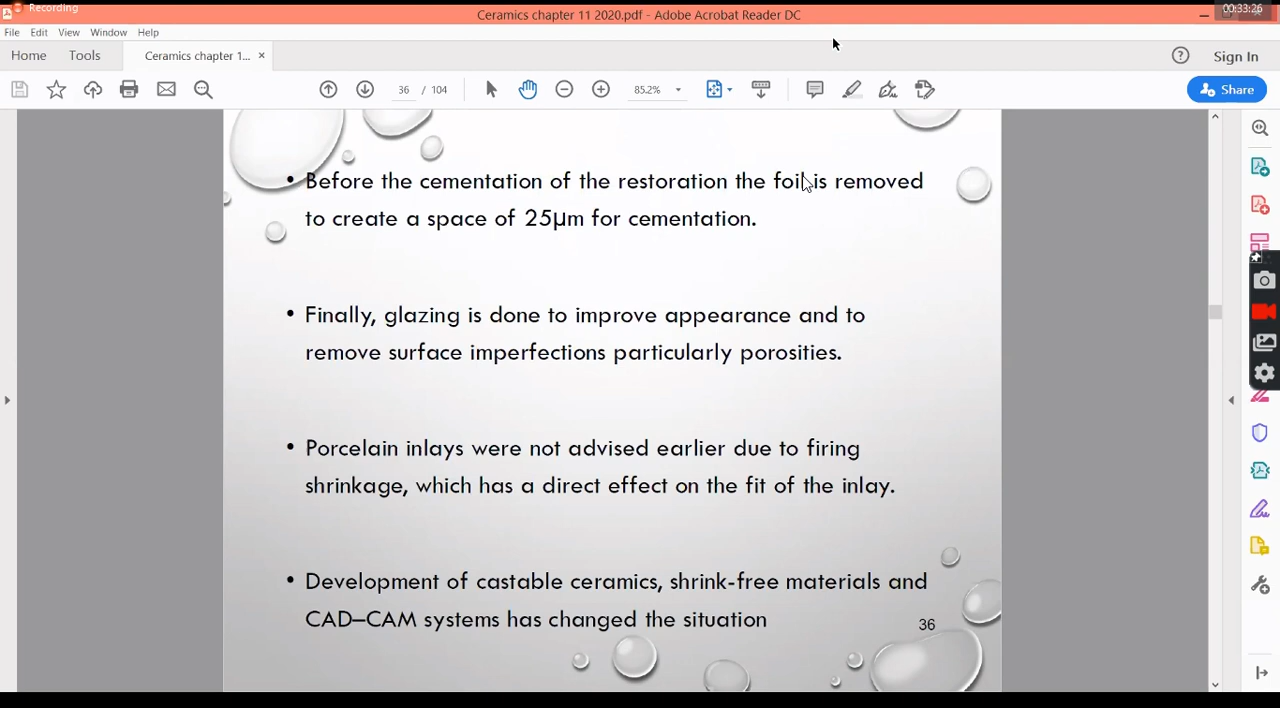 Recording
00:33:26
Ceramics chapter 11 2020.pdf - Adobe Acrobat Reader DC
File Edit View Window Help
Home Tools Ceramics chapter 1... × Sign In
36 / 104 85.2% Share
• Before the cementation of the restoration the foil is removed
to create a space of 25µm for cementation.
• Finally, glazing is done to improve appearance and to
remove surface imperfections particularly porosities.
• Porcelain inlays were not advised earlier due to firing
shrinkage, which has a direct effect on the fit of the inlay.
• Development of castable ceramics, shrink-free materials and
CAD–CAM systems has changed the situation
36